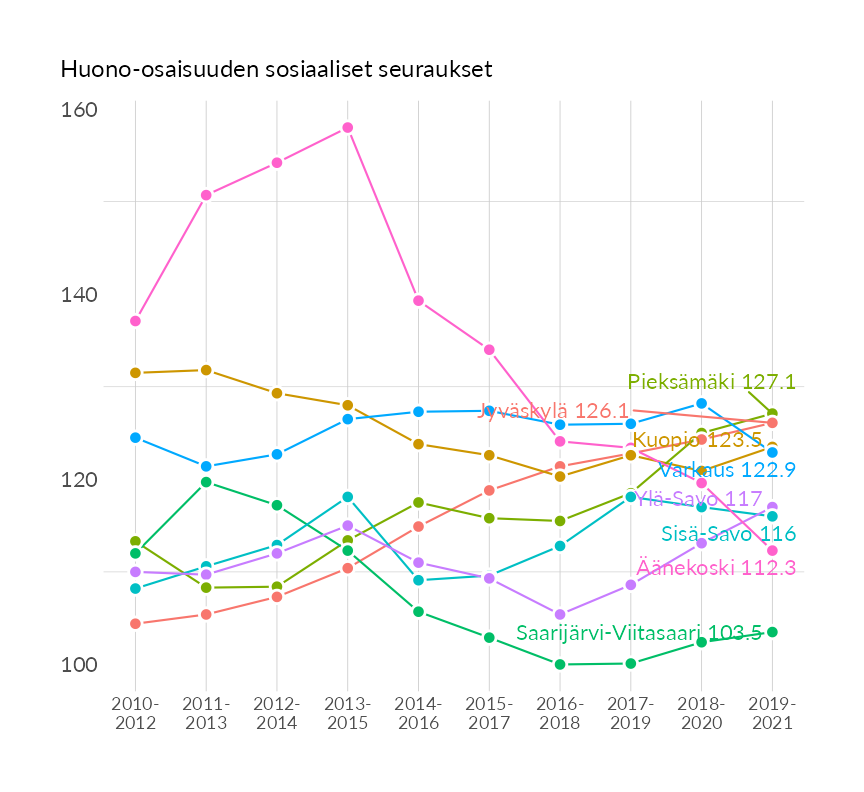 Huono-osaisuuden sosiaaliset seuraukset
160
140
120
100
Pieksämäki 127.1
Jyväskylä 126.1
Kuopio 123.5
Varkaus 122.9
Ylä-Savo 117
Sisä-Savo 116
Äänekoski 112.3
Saarijärvi-Viitasaari 103.5
2010-
2012
2011-
2013
2012-
2014
2013-
2015
2014-
2016
2015-
2017
2016-
2018
2017-
2019
2018-
2020
2019-
2021